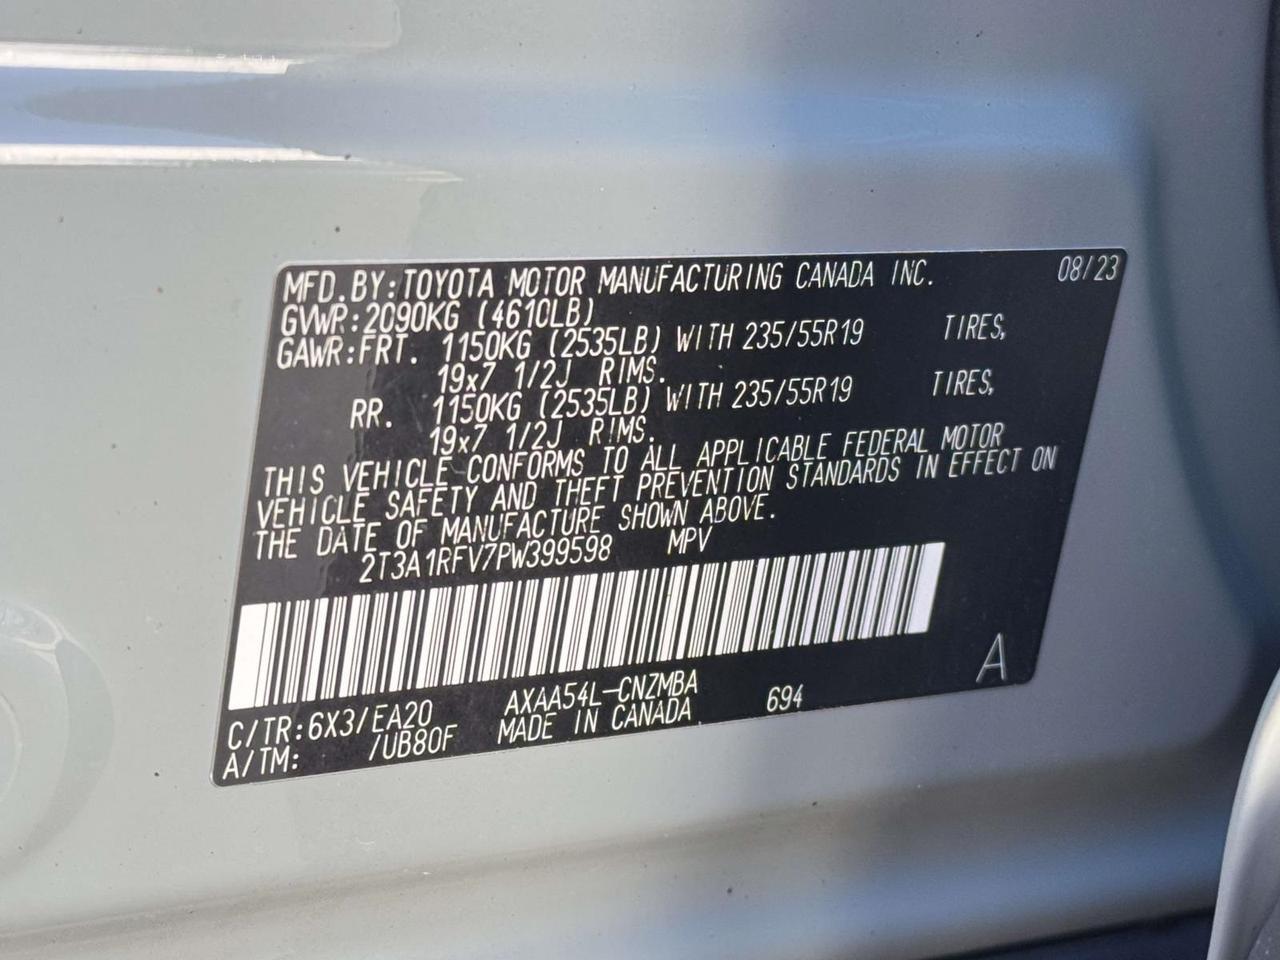 MFD.BY:TOYOTA MOTOR MANUFACTURING CANADA INC. 08/23
GVWR:2090KG (4610LB)
GAWR:FRT. 1150KG (2535LB) WITH 235/55R19 TIRES,
19x7 1/2J RIMS.
RR. 1150KG (2535LB) WITH 235/55R19 TIRES,
19x7 1/2J RIMS.
THIS VEHICLE CONFORMS TO ALL APPLICABLE FEDERAL MOTOR
VEHICLE SAFETY AND THEFT PREVENTION STANDARDS IN EFFECT ON
THE DATE OF MANUFACTURE SHOWN ABOVE.
2T3A1RFV7PW399598 MPV
A
C/TR:6X3/EA20 AXAA54L-CNZMBA 694
A/TM: /UB80F MADE IN CANADA